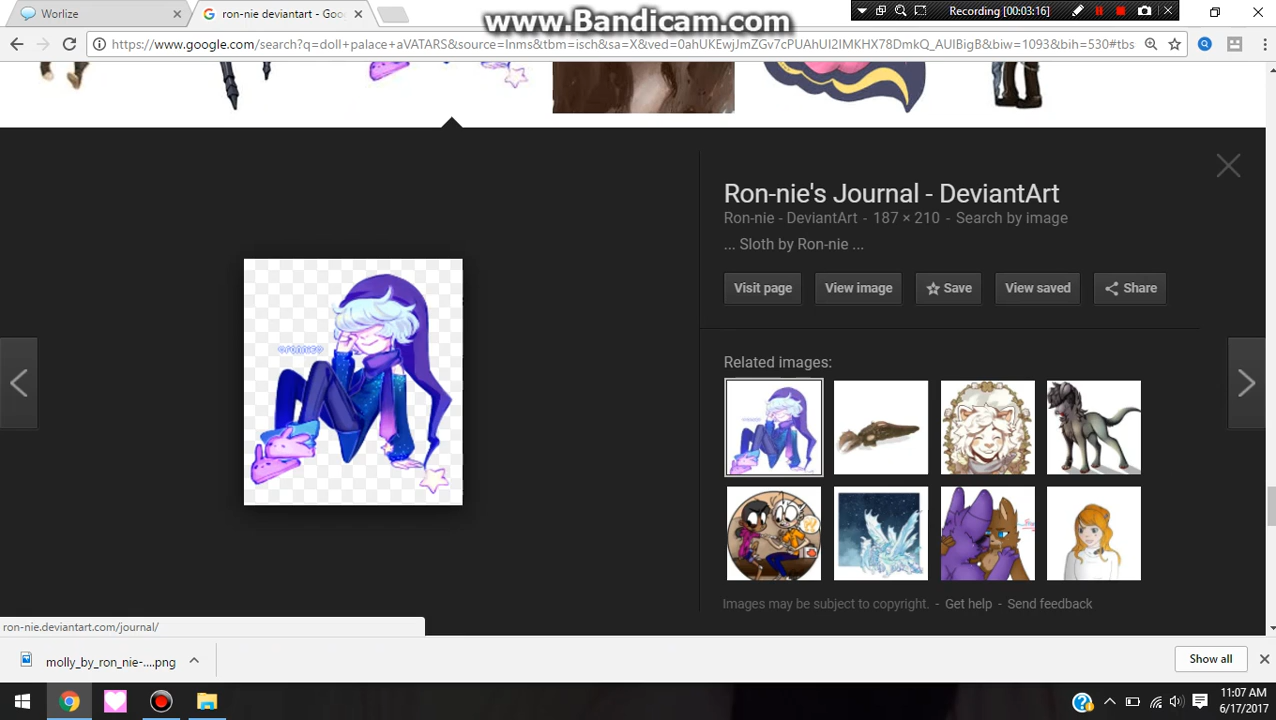 www.Bandicam.com
Worlize
ron-nie deviantart - Goo
Recording [00:03:16]
https://www.google.com/search?q=doll+palace+aVATARS&source=lnms&tbm=isch&sa=X&ved=0ahUKEwjJmZGv7cPUAhUI2IMKHX78DmkQ_AUIBigB&biw=1093&bih=530#tbs
Ron-nie's Journal - DeviantArt
Ron-nie - DeviantArt - 187 × 210 - Search by image
... Sloth by Ron-nie ...
Visit page
View image
Save
View saved
Share
Related images:
Images may be subject to copyright. - Get help - Send feedback
ron-nie.deviantart.com/journal/
molly_by_ron_nie-....png
Show all
11:07 AM
6/17/2017